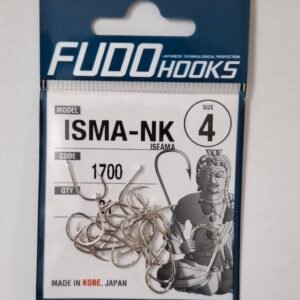 FUDO HOOKS
JAPANESE TECHNOLOGICAL PERFECTION
MODEL
ISMA-NK
ISEAMA
SIZE
4
CODE
1700
QTY
MADE IN KOBE, JAPAN